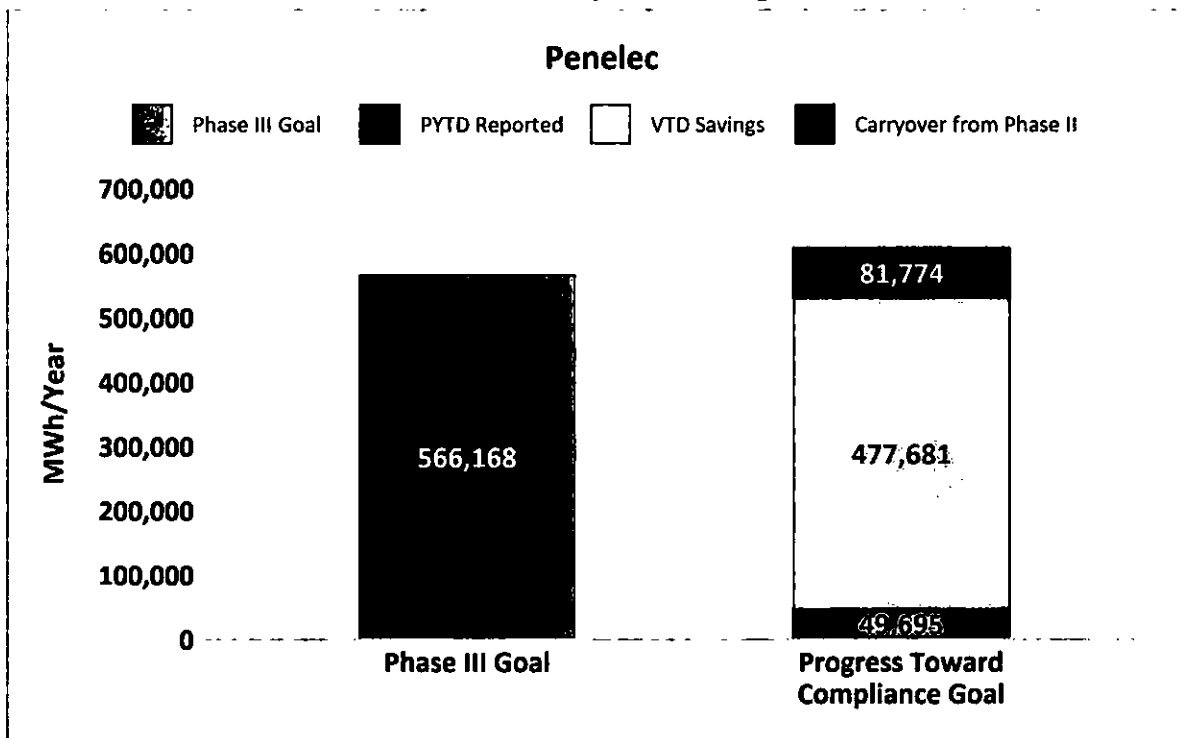 Penelec
Phase III Goal PYTD Reported VTD Savings Carryover from Phase II
700,000
600,000
500,000
400,000
300,000
200,000
100,000
0
MWh/Year
566,168
81,774
477,681
49,695
Phase III Goal
Progress Toward
Compliance Goal